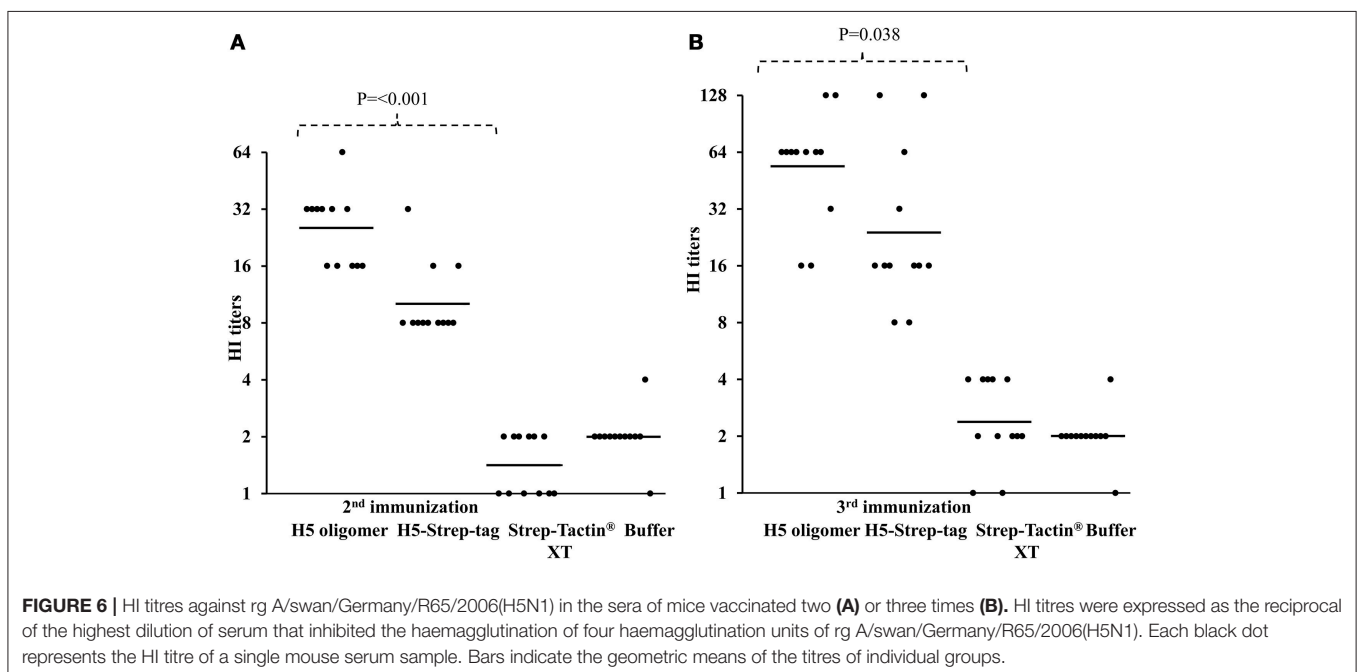 A
P=<0.001
64
32
16
8
4
2
1
HI titers
2nd immunization
H5 oligomer H5-Strep-tag Strep-Tactin® Buffer
XT
B
P=0.038
128
64
32
16
8
4
2
1
HI titers
3rd immunization
H5 oligomer H5-Strep-tag Strep-Tactin® Buffer
XT
FIGURE 6 | HI titres against rg A/swan/Germany/R65/2006(H5N1) in the sera of mice vaccinated two (A) or three times (B). HI titres were expressed as the reciprocal
of the highest dilution of serum that inhibited the haemagglutination of four haemagglutination units of rg A/swan/Germany/R65/2006(H5N1). Each black dot
represents the HI titre of a single mouse serum sample. Bars indicate the geometric means of the titres of individual groups.